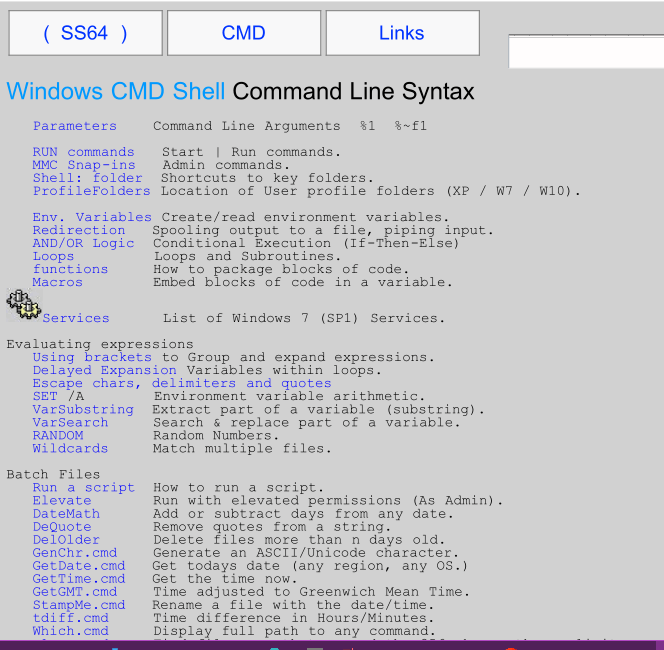 ( SS64 )
CMD
Links
Windows CMD Shell Command Line Syntax
Parameters Command Line Arguments %1 %~f1
RUN commands Start | Run commands.
MMC Snap-ins Admin commands.
Shell: folder Shortcuts to key folders.
ProfileFolders Location of User profile folders (XP / W7 / W10).
Env. Variables Create/read environment variables.
Redirection Spooling output to a file, piping input.
AND/OR Logic Conditional Execution (If-Then-Else)
Loops Loops and Subroutines.
functions How to package blocks of code.
Macros Embed blocks of code in a variable.
Services List of Windows 7 (SP1) Services.
Evaluating expressions
Using brackets to Group and expand expressions.
Delayed Expansion Variables within loops.
Escape chars, delimiters and quotes
SET /A Environment variable arithmetic.
VarSubstring Extract part of a variable (substring).
VarSearch Search & replace part of a variable.
RANDOM Random Numbers.
Wildcards Match multiple files.
Batch Files
Run a script How to run a script.
Elevate Run with elevated permissions (As Admin).
DateMath Add or subtract days from any date.
DeQuote Remove quotes from a string.
DelOlder Delete files more than n days old.
GenChr.cmd Generate an ASCII/Unicode character.
GetDate.cmd Get todays date (any region, any OS.)
GetTime.cmd Get the time now.
GetGMT.cmd Time adjusted to Greenwich Mean Time.
StampMe.cmd Rename a file with the date/time.
tdiff.cmd Time difference in Hours/Minutes.
Which.cmd Display full path to any command.